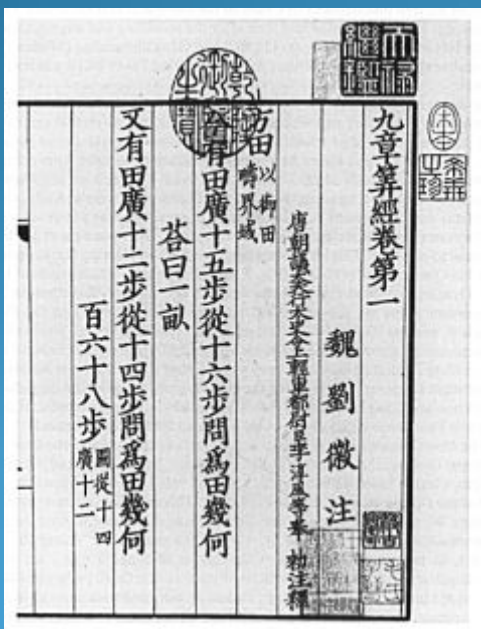 九章筭經卷第一
魏劉徽注
唐朝議大夫行太史令上輕車都尉臣李淳風等奉勑注釋
方田以御田疇界域
今有田廣十五步從十六步問爲田幾何
荅曰一畝
又有田廣十二步從十四步問爲田幾何
百六十八步圖從十四廣十二